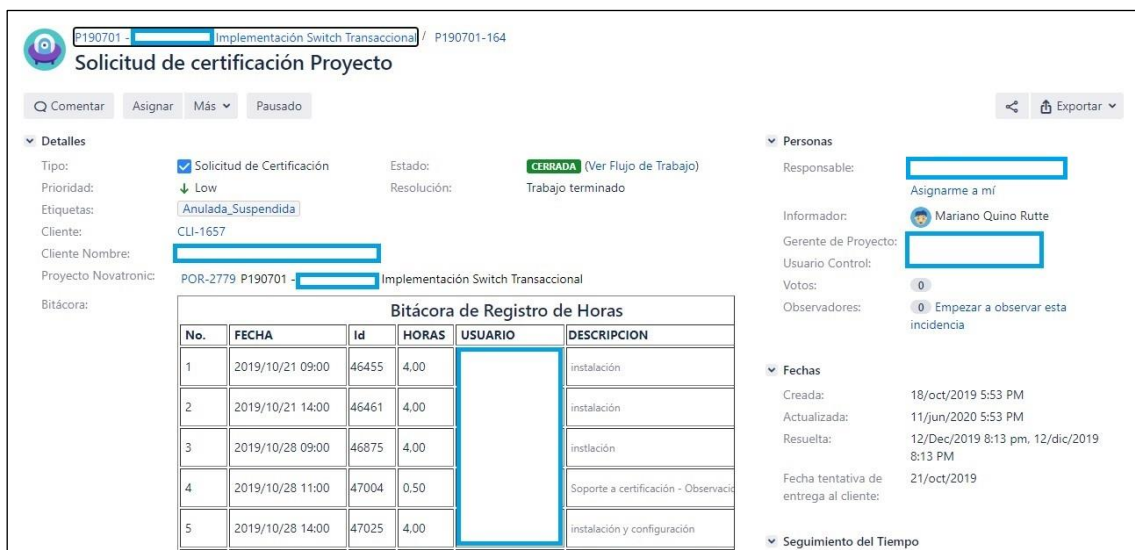 P190701 - Implementación Switch Transaccional / P190701-164
Solicitud de certificación Proyecto
Comentar Asignar Más Pausado Exportar
Detalles
Tipo: Solicitud de Certificación Estado: CERRADA (Ver Flujo de Trabajo)
Prioridad: Low Resolución: Trabajo terminado
Etiquetas: Anulada_Suspendida
Cliente: CLI-1657
Cliente Nombre:
Proyecto Novatronic: POR-2779 P190701 - Implementación Switch Transaccional
Bitácora:
Bitácora de Registro de Horas
No. FECHA Id HORAS USUARIO DESCRIPCION
1 2019/10/21 09:00 46455 4,00 instalación
2 2019/10/21 14:00 46461 4,00 instalación
3 2019/10/28 09:00 46875 4,00 instlación
4 2019/10/28 11:00 47004 0,50 Soporte a certificación - Observacio
5 2019/10/28 14:00 47025 4,00 instalación y configuración
Personas
Responsable:
Asignarme a mí
Informador: Mariano Quino Rutte
Gerente de Proyecto:
Usuario Control:
Votos: 0
Observadores: 0 Empezar a observar esta
incidencia
Fechas
Creada: 18/oct/2019 5:53 PM
Actualizada: 11/jun/2020 5:53 PM
Resuelta: 12/Dec/2019 8:13 pm, 12/dic/2019
8:13 PM
Fecha tentativa de 21/oct/2019
entrega al cliente:
Seguimiento del Tiempo